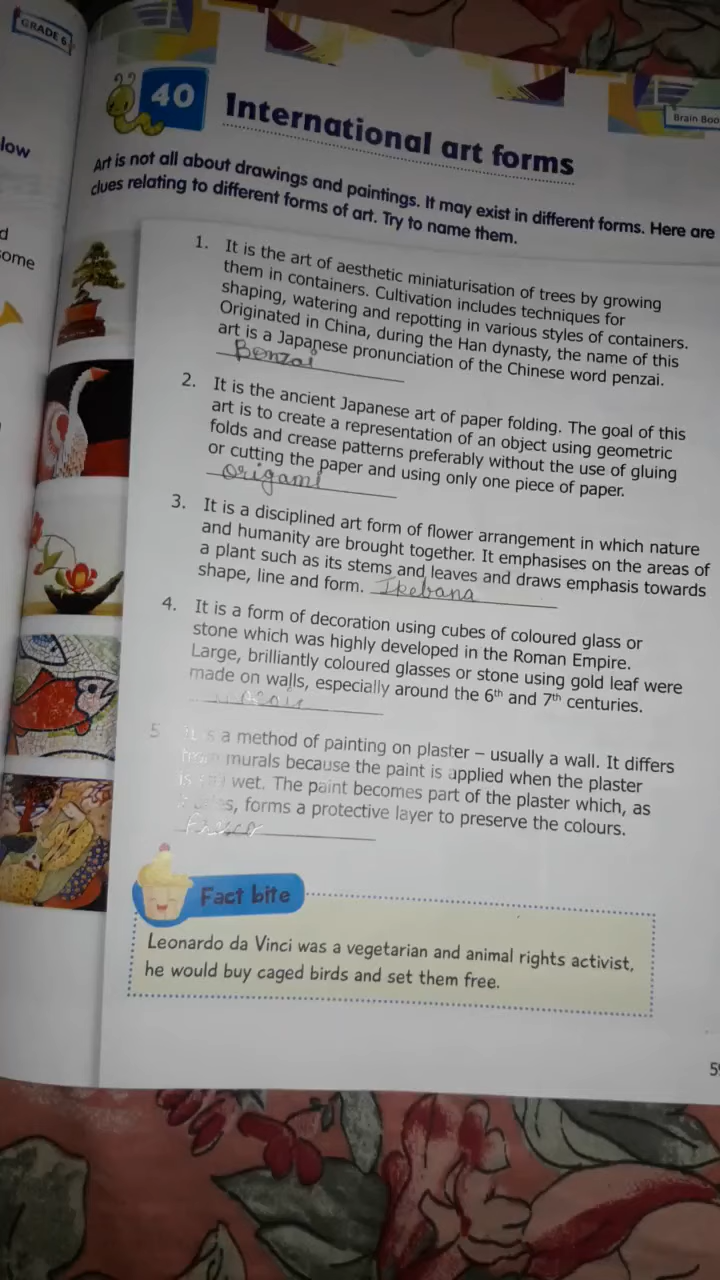 GRADE 6
40
International art forms
Brain Boo
low
d
ome
Art is not all about drawings and paintings. It may exist in different forms. Here are
clues relating to different forms of art. Try to name them.
1. It is the art of aesthetic miniaturisation of trees by growing
them in containers. Cultivation includes techniques for
shaping, watering and repotting in various styles of containers.
Originated in China, during the Han dynasty, the name of this
art is a Japanese pronunciation of the Chinese word penzai.
Bonzai
2. It is the ancient Japanese art of paper folding. The goal of this
art is to create a representation of an object using geometric
folds and crease patterns preferably without the use of gluing
or cutting the paper and using only one piece of paper.
origami
3. It is a disciplined art form of flower arrangement in which nature
and humanity are brought together. It emphasises on the areas of
a plant such as its stems and leaves and draws emphasis towards
shape, line and form. Ikebana
4. It is a form of decoration using cubes of coloured glass or
stone which was highly developed in the Roman Empire.
Large, brilliantly coloured glasses or stone using gold leaf were
made on walls, especially around the 6th and 7th centuries.
5. It is a method of painting on plaster – usually a wall. It differs
from murals because the paint is applied when the plaster
is wet. The paint becomes part of the plaster which, as
forms a protective layer to preserve the colours.
Fact bite
Leonardo da Vinci was a vegetarian and animal rights activist,
he would buy caged birds and set them free.